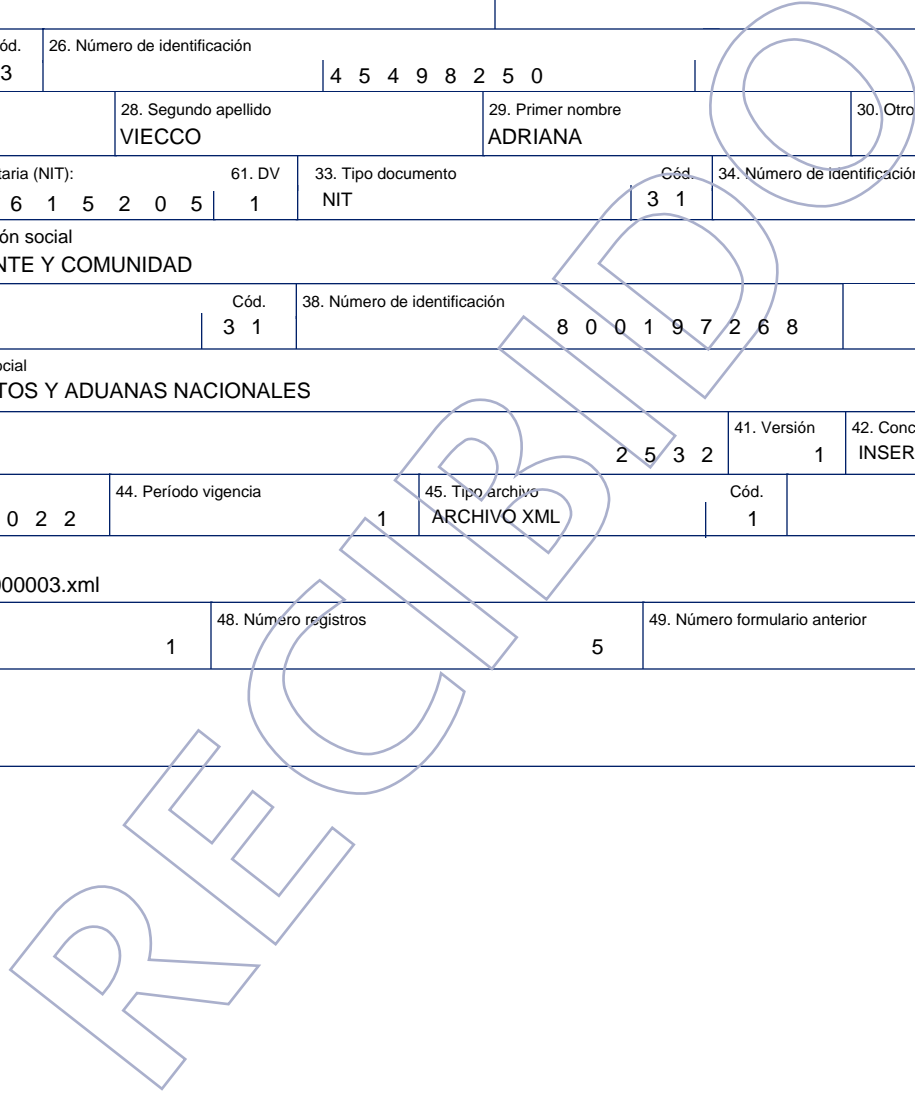 ód. 26. Número de identificación
3 4 5 4 9 8 2 5 0
28. Segundo apellido 29. Primer nombre 30. Otro
VIECCO ADRIANA
taria (NIT): 61. DV 33. Tipo documento Cód. 34. Número de identificación
6 1 5 2 0 5 1 NIT 3 1
ón social
NTE Y COMUNIDAD
Cód. 38. Número de identificación
3 1 8 0 0 1 9 7 2 6 8
ocial
TOS Y ADUANAS NACIONALES
41. Versión 42. Conc
2 5 3 2 1 INSER
44. Período vigencia 45. Tipo archivo Cód.
0 2 2 1 ARCHIVO XML 1
000003.xml
48. Número registros 49. Número formulario anterior
1 5
RECIBIDO